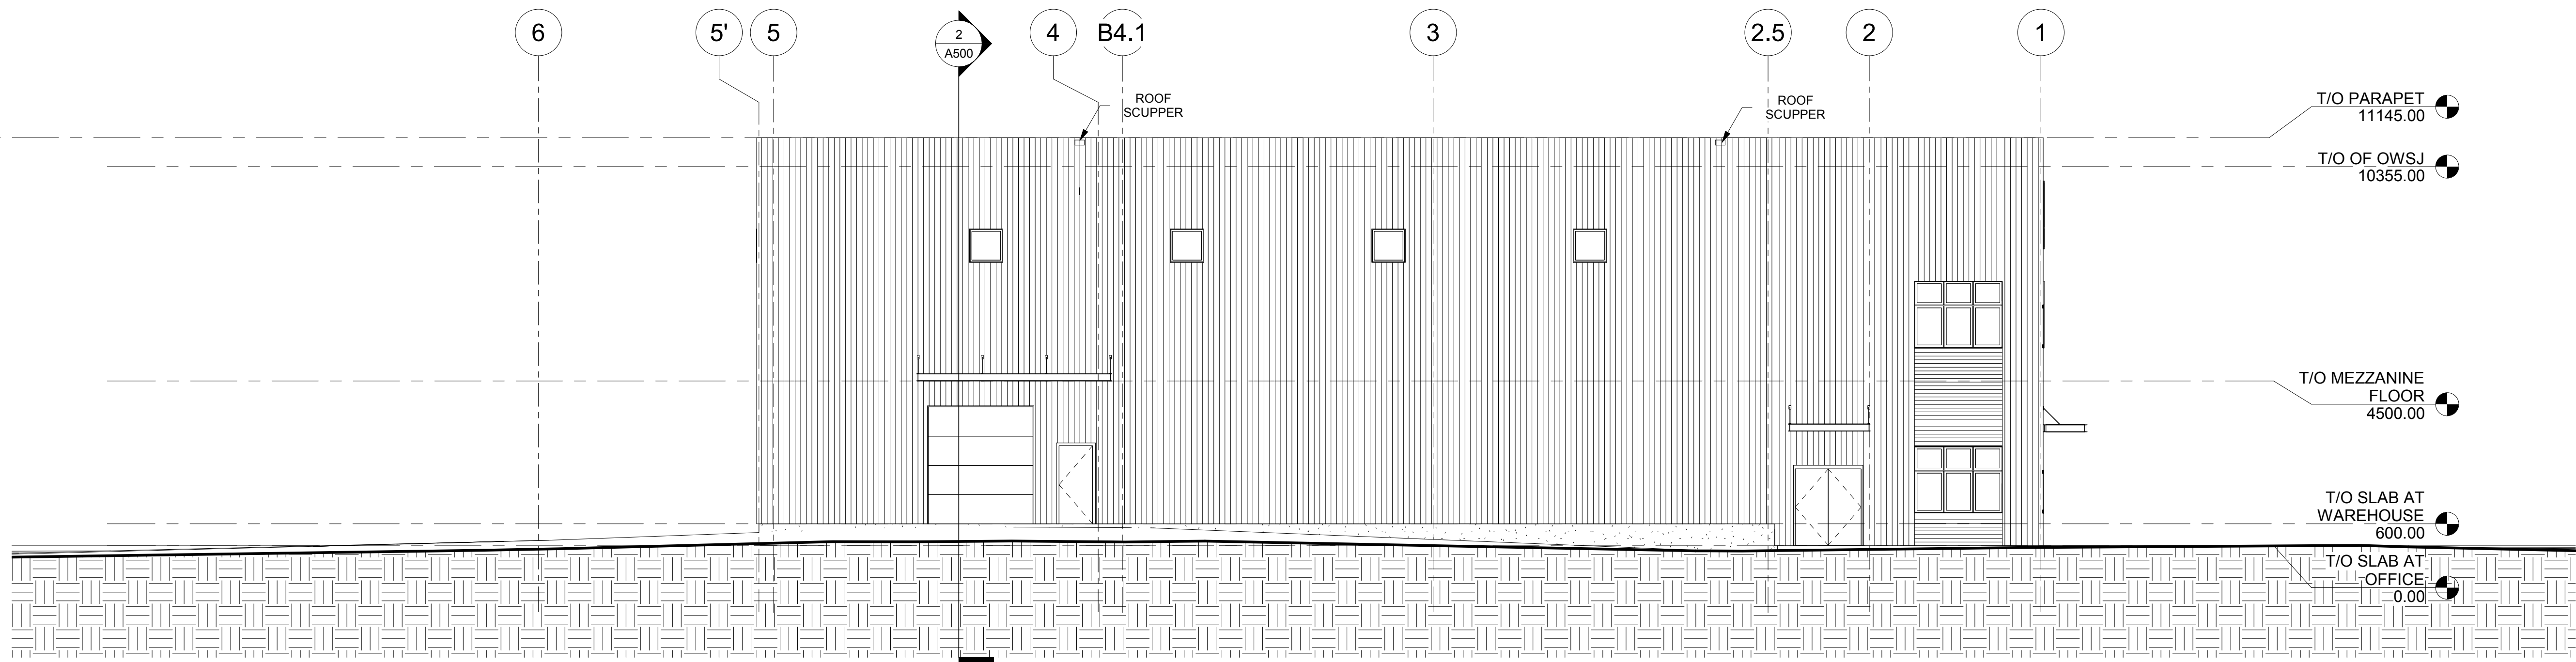 6
5'
5
2
A500
4
B4.1
3
2.5
2
1
ROOF
SCUPPER
ROOF
SCUPPER
T/O PARAPET
11145.00
T/O OF OWSJ
10355.00
T/O MEZZANINE
FLOOR
4500.00
T/O SLAB AT
WAREHOUSE
600.00
T/O SLAB AT
OFFICE
0.00